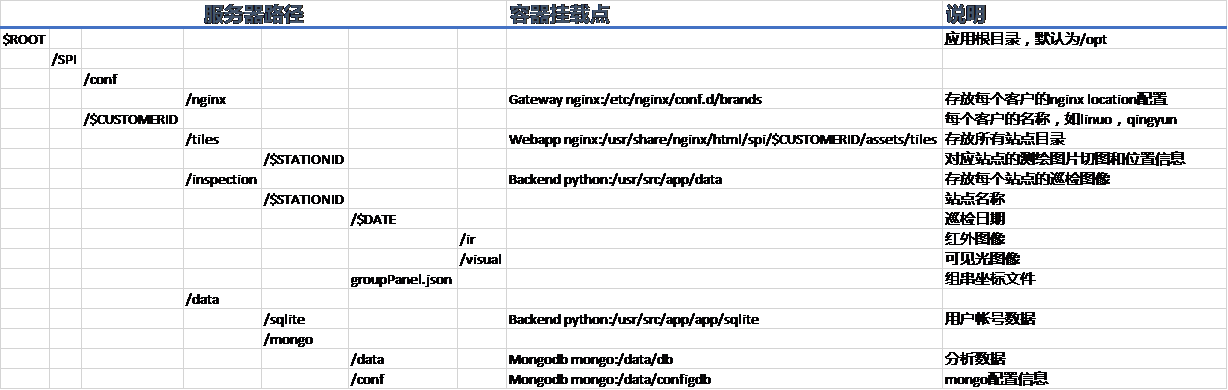 服务器路径 容器挂载点 说明
$ROOT 应用根目录，默认为/opt
/SPI
/conf
/nginx Gateway nginx:/etc/nginx/conf.d/brands 存放每个客户的nginx location配置
/$CUSTOMERID 每个客户的名称，如linuo，qingyun
/tiles Webapp nginx:/usr/share/nginx/html/spi/$CUSTOMERID/assets/tiles 存放所有站点目录
/$STATIONID 对应站点的测绘图片切图和位置信息
/inspection Backend python:/usr/src/app/data 存放每个站点的巡检图像
/$STATIONID 站点名称
/$DATE 巡检日期
/ir 红外图像
/visual 可见光图像
groupPanel.json 组串坐标文件
/data
/sqlite Backend python:/usr/src/app/app/sqlite 用户帐号数据
/mongo
/data Mongodb mongo:/data/db 分析数据
/conf Mongodb mongo:/data/configdb mongo配置信息